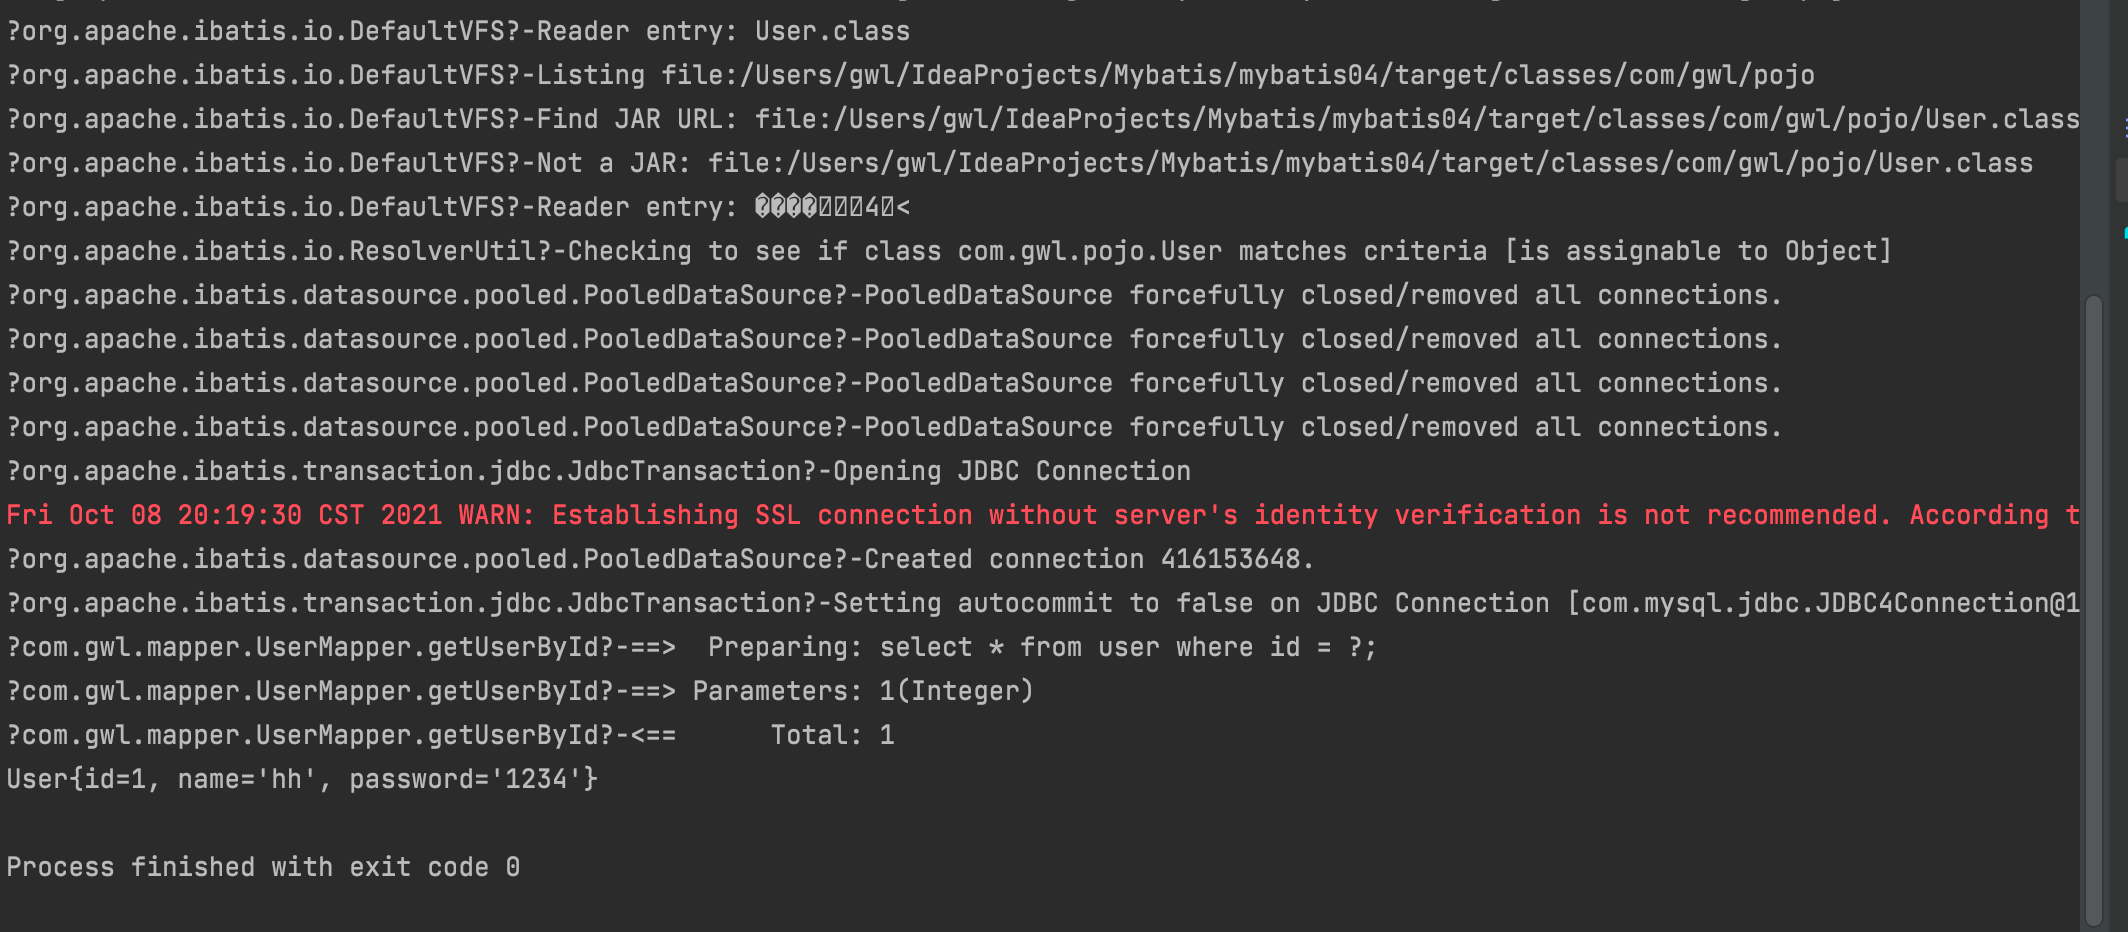 ?org.apache.ibatis.io.DefaultVFS?-Reader entry: User.class
?org.apache.ibatis.io.DefaultVFS?-Listing file:/Users/gwl/IdeaProjects/Mybatis/mybatis04/target/classes/com/gwl/pojo
?org.apache.ibatis.io.DefaultVFS?-Find JAR URL: file:/Users/gwl/IdeaProjects/Mybatis/mybatis04/target/classes/com/gwl/pojo/User.class
?org.apache.ibatis.io.DefaultVFS?-Not a JAR: file:/Users/gwl/IdeaProjects/Mybatis/mybatis04/target/classes/com/gwl/pojo/User.class
?org.apache.ibatis.io.DefaultVFS?-Reader entry: ����４<
?org.apache.ibatis.io.ResolverUtil?-Checking to see if class com.gwl.pojo.User matches criteria [is assignable to Object]
?org.apache.ibatis.datasource.pooled.PooledDataSource?-PooledDataSource forcefully closed/removed all connections.
?org.apache.ibatis.datasource.pooled.PooledDataSource?-PooledDataSource forcefully closed/removed all connections.
?org.apache.ibatis.datasource.pooled.PooledDataSource?-PooledDataSource forcefully closed/removed all connections.
?org.apache.ibatis.datasource.pooled.PooledDataSource?-PooledDataSource forcefully closed/removed all connections.
?org.apache.ibatis.transaction.jdbc.JdbcTransaction?-Opening JDBC Connection
Fri Oct 08 20:19:30 CST 2021 WARN: Establishing SSL connection without server's identity verification is not recommended. According t
?org.apache.ibatis.datasource.pooled.PooledDataSource?-Created connection 416153648.
?org.apache.ibatis.transaction.jdbc.JdbcTransaction?-Setting autocommit to false on JDBC Connection [com.mysql.jdbc.JDBC4Connection@1
?com.gwl.mapper.UserMapper.getUserById?-==>  Preparing: select * from user where id = ?;
?com.gwl.mapper.UserMapper.getUserById?-==> Parameters: 1(Integer)
?com.gwl.mapper.UserMapper.getUserById?-<==      Total: 1
User{id=1, name='hh', password='1234'}
Process finished with exit code 0